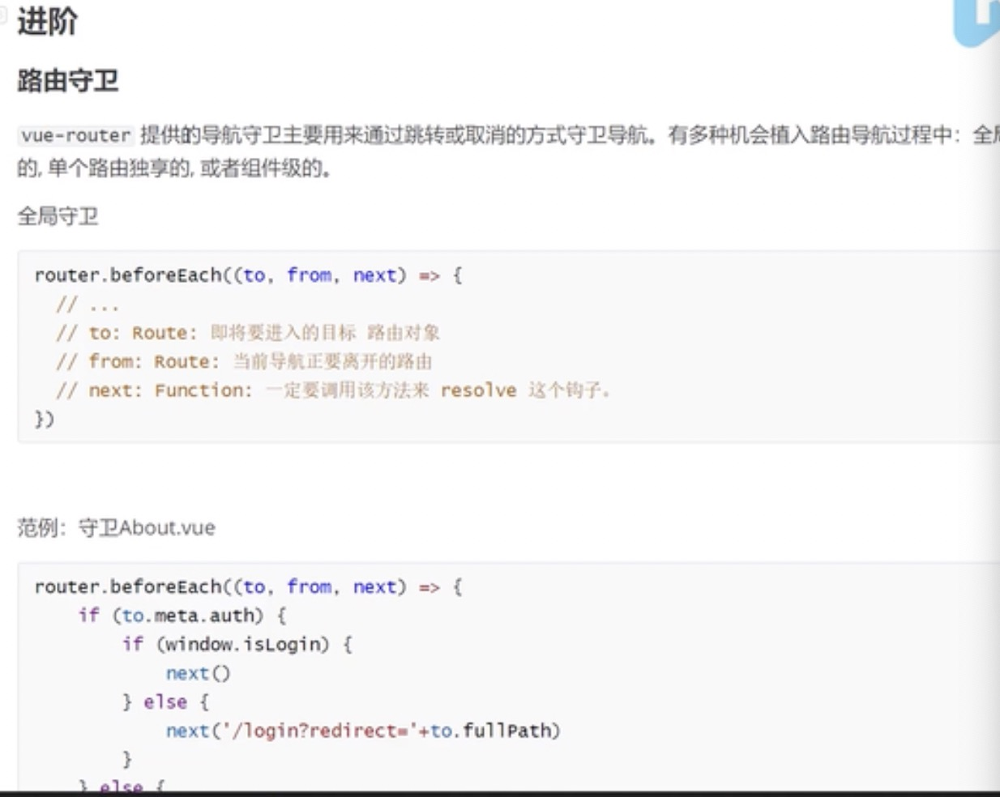 进阶
路由守卫
vue-router 提供的导航守卫主要用来通过跳转或取消的方式守卫导航。有多种机会植入路由导航过程中：全局
的, 单个路由独享的, 或者组件级的。
全局守卫
router.beforeEach((to, from, next) => {
// ...
// to: Route: 即将要进入的目标 路由对象
// from: Route: 当前导航正要离开的路由
// next: Function: 一定要调用该方法来 resolve 这个钩子。
})
范例：守卫About.vue
router.beforeEach((to, from, next) => {
if (to.meta.auth) {
if (window.isLogin) {
next()
} else {
next('/login?redirect='+to.fullPath)
}
} else {